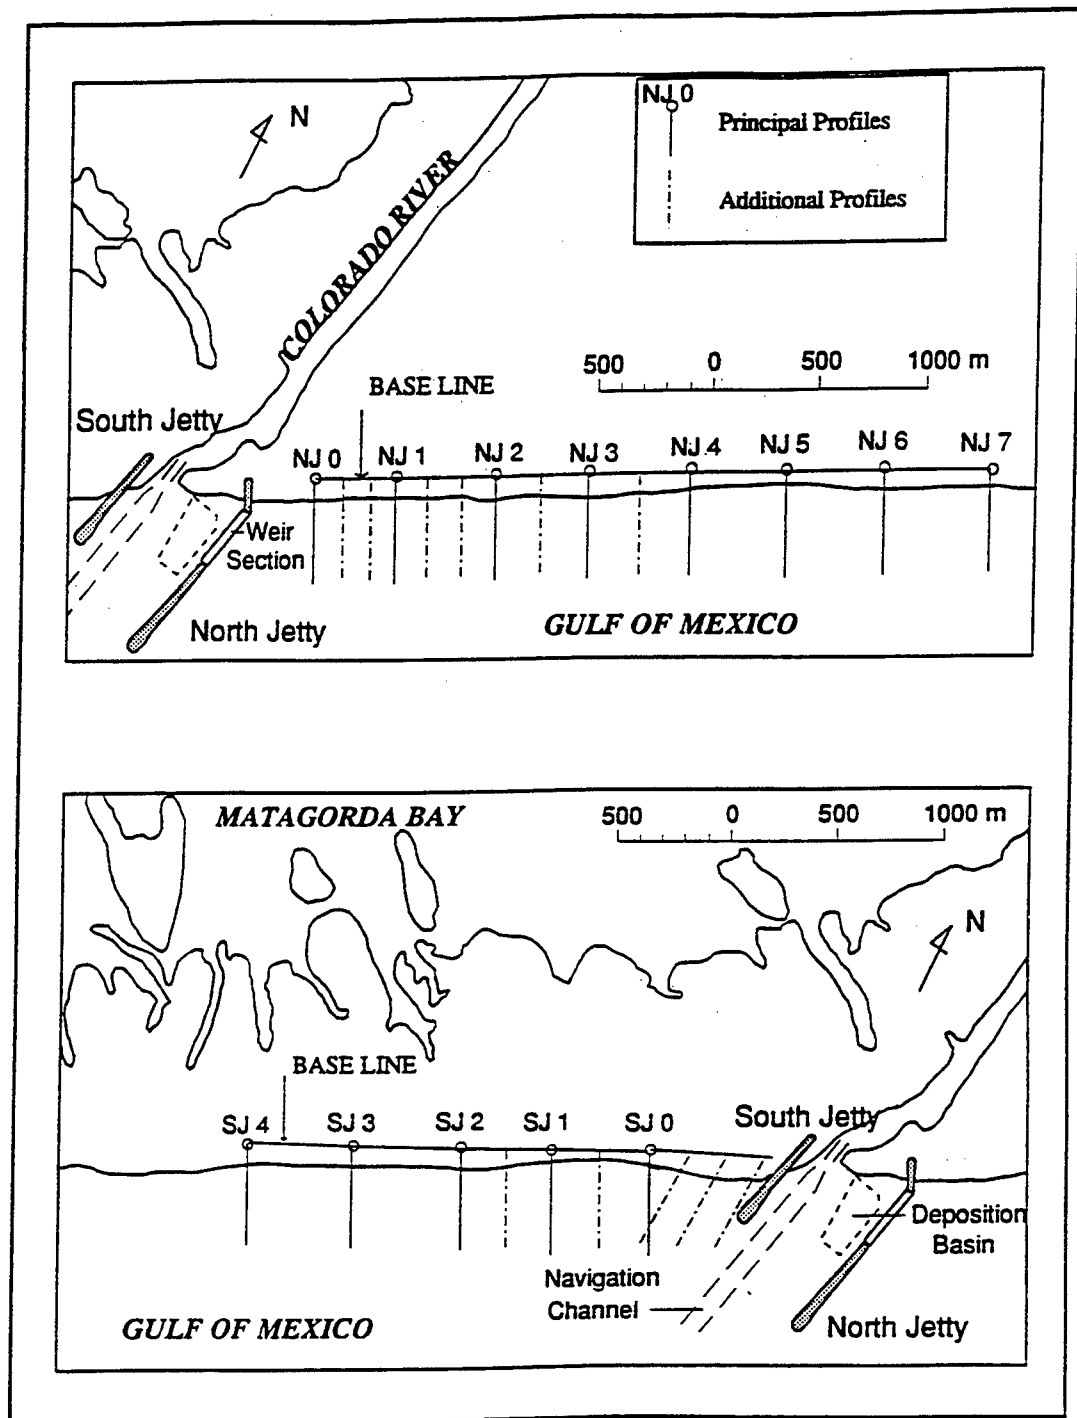 NJ 0
N
Principal Profiles
Additional Profiles
COLORADO RIVER
500 0 500 1000 m
BASE LINE
South Jetty
NJ 0 NJ 1 NJ 2 NJ 3 NJ 4 NJ 5 NJ 6 NJ 7
Weir
Section
North Jetty
GULF OF MEXICO
MATAGORDA BAY
500 0 500 1000 m
N
BASE LINE
SJ 4 SJ 3 SJ 2 SJ 1 SJ 0
South Jetty
Deposition
Basin
Navigation
Channel
GULF OF MEXICO
North Jetty